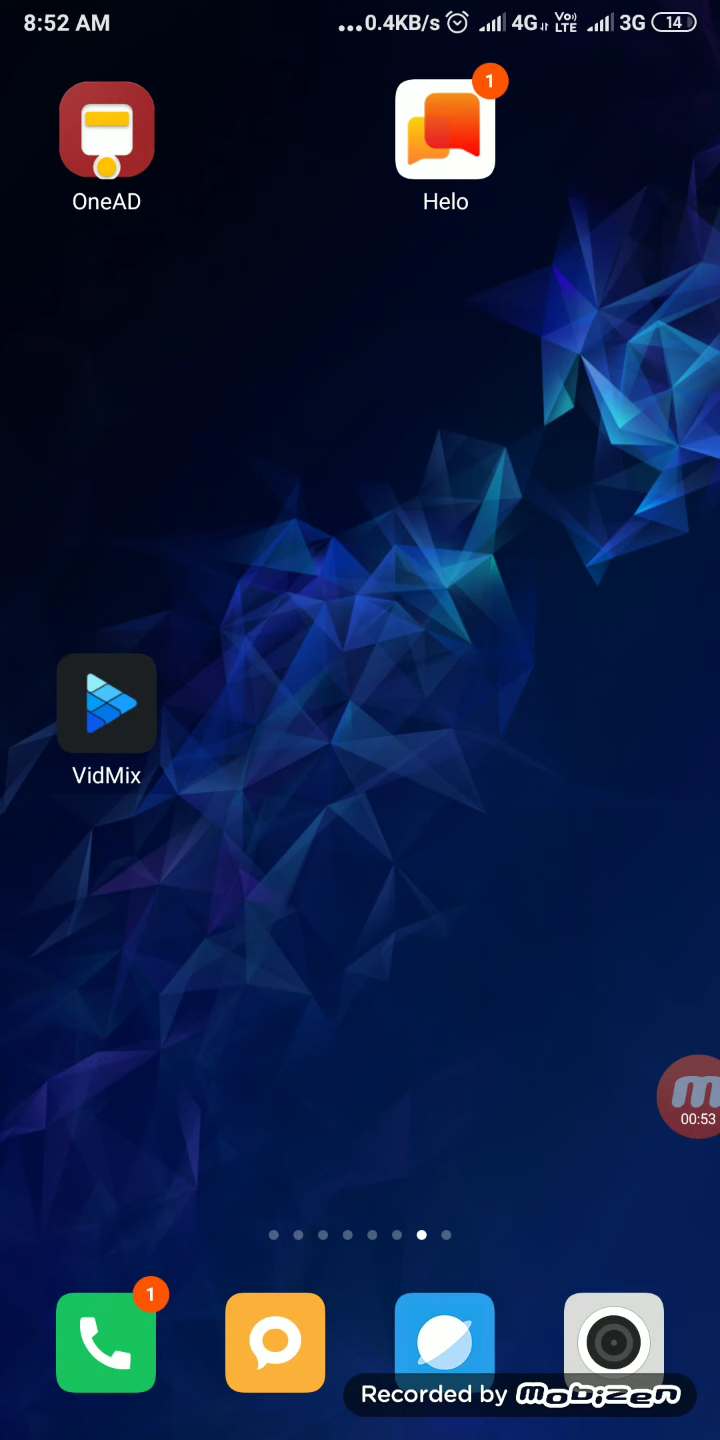 8:52 AM ...0.4KB/s 4G Vo)) LTE 3G 14
1
OneAD Helo
VidMix
m
00:53
1
Recorded by mobizen